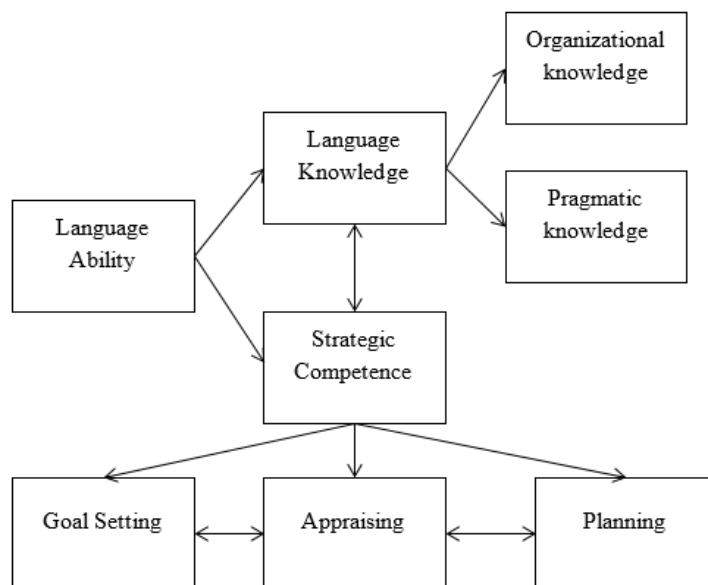 Organizational
knowledge
Language
Knowledge
Pragmatic
knowledge
Language
Ability
Strategic
Competence
Goal Setting
Appraising
Planning